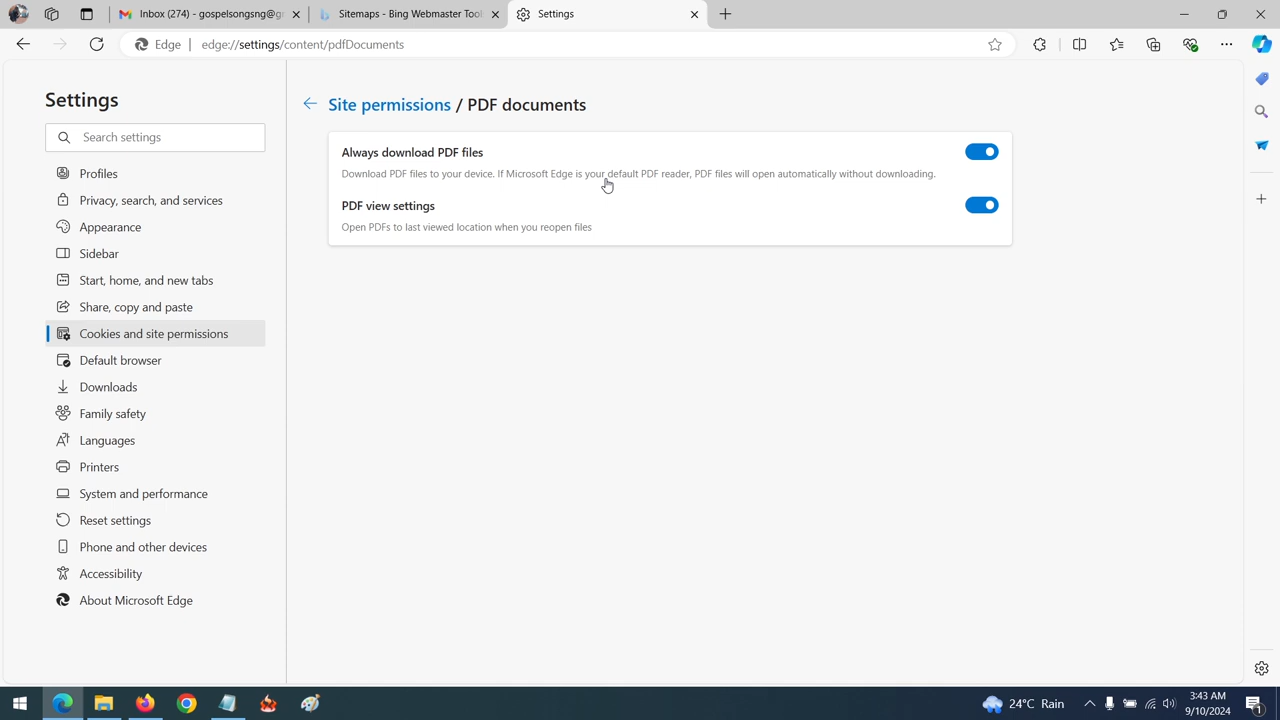 Inbox (274) - gospelsongsng@g
Sitemaps - Bing Webmaster Tool
Settings
Edge
edge://settings/content/pdfDocuments
Settings
Search settings
Profiles
Privacy, search, and services
Appearance
Sidebar
Start, home, and new tabs
Share, copy and paste
Cookies and site permissions
Default browser
Downloads
Family safety
Languages
Printers
System and performance
Reset settings
Phone and other devices
Accessibility
About Microsoft Edge
Site permissions / PDF documents
Always download PDF files
Download PDF files to your device. If Microsoft Edge is your default PDF reader, PDF files will open automatically without downloading.
PDF view settings
Open PDFs to last viewed location when you reopen files
24°C Rain
3:43 AM
9/10/2024
1